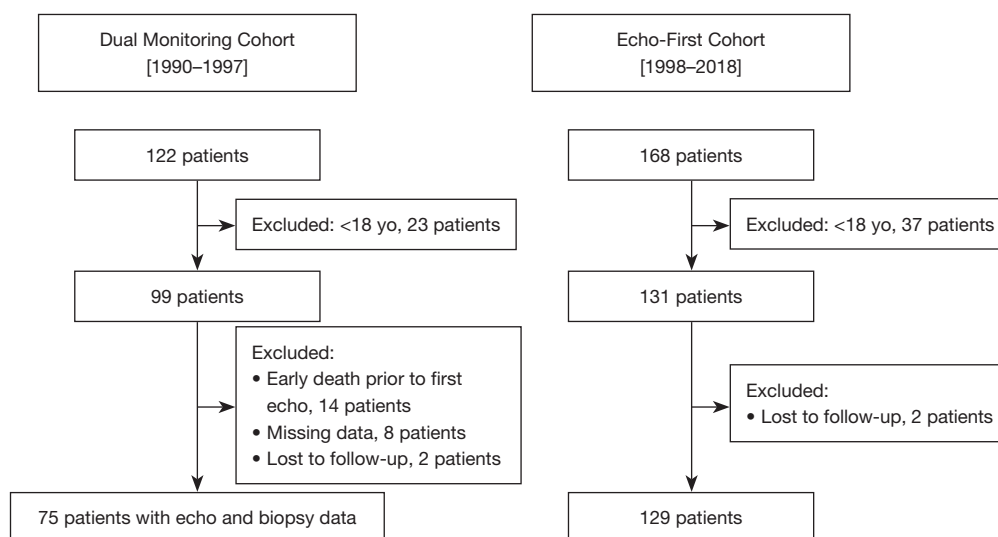 Dual Monitoring Cohort
[1990–1997]
122 patients
Excluded: <18 yo, 23 patients
99 patients
Excluded:
• Early death prior to first
echo, 14 patients
• Missing data, 8 patients
• Lost to follow-up, 2 patients
75 patients with echo and biopsy data
Echo-First Cohort
[1998–2018]
168 patients
Excluded: <18 yo, 37 patients
131 patients
Excluded:
• Lost to follow-up, 2 patients
129 patients